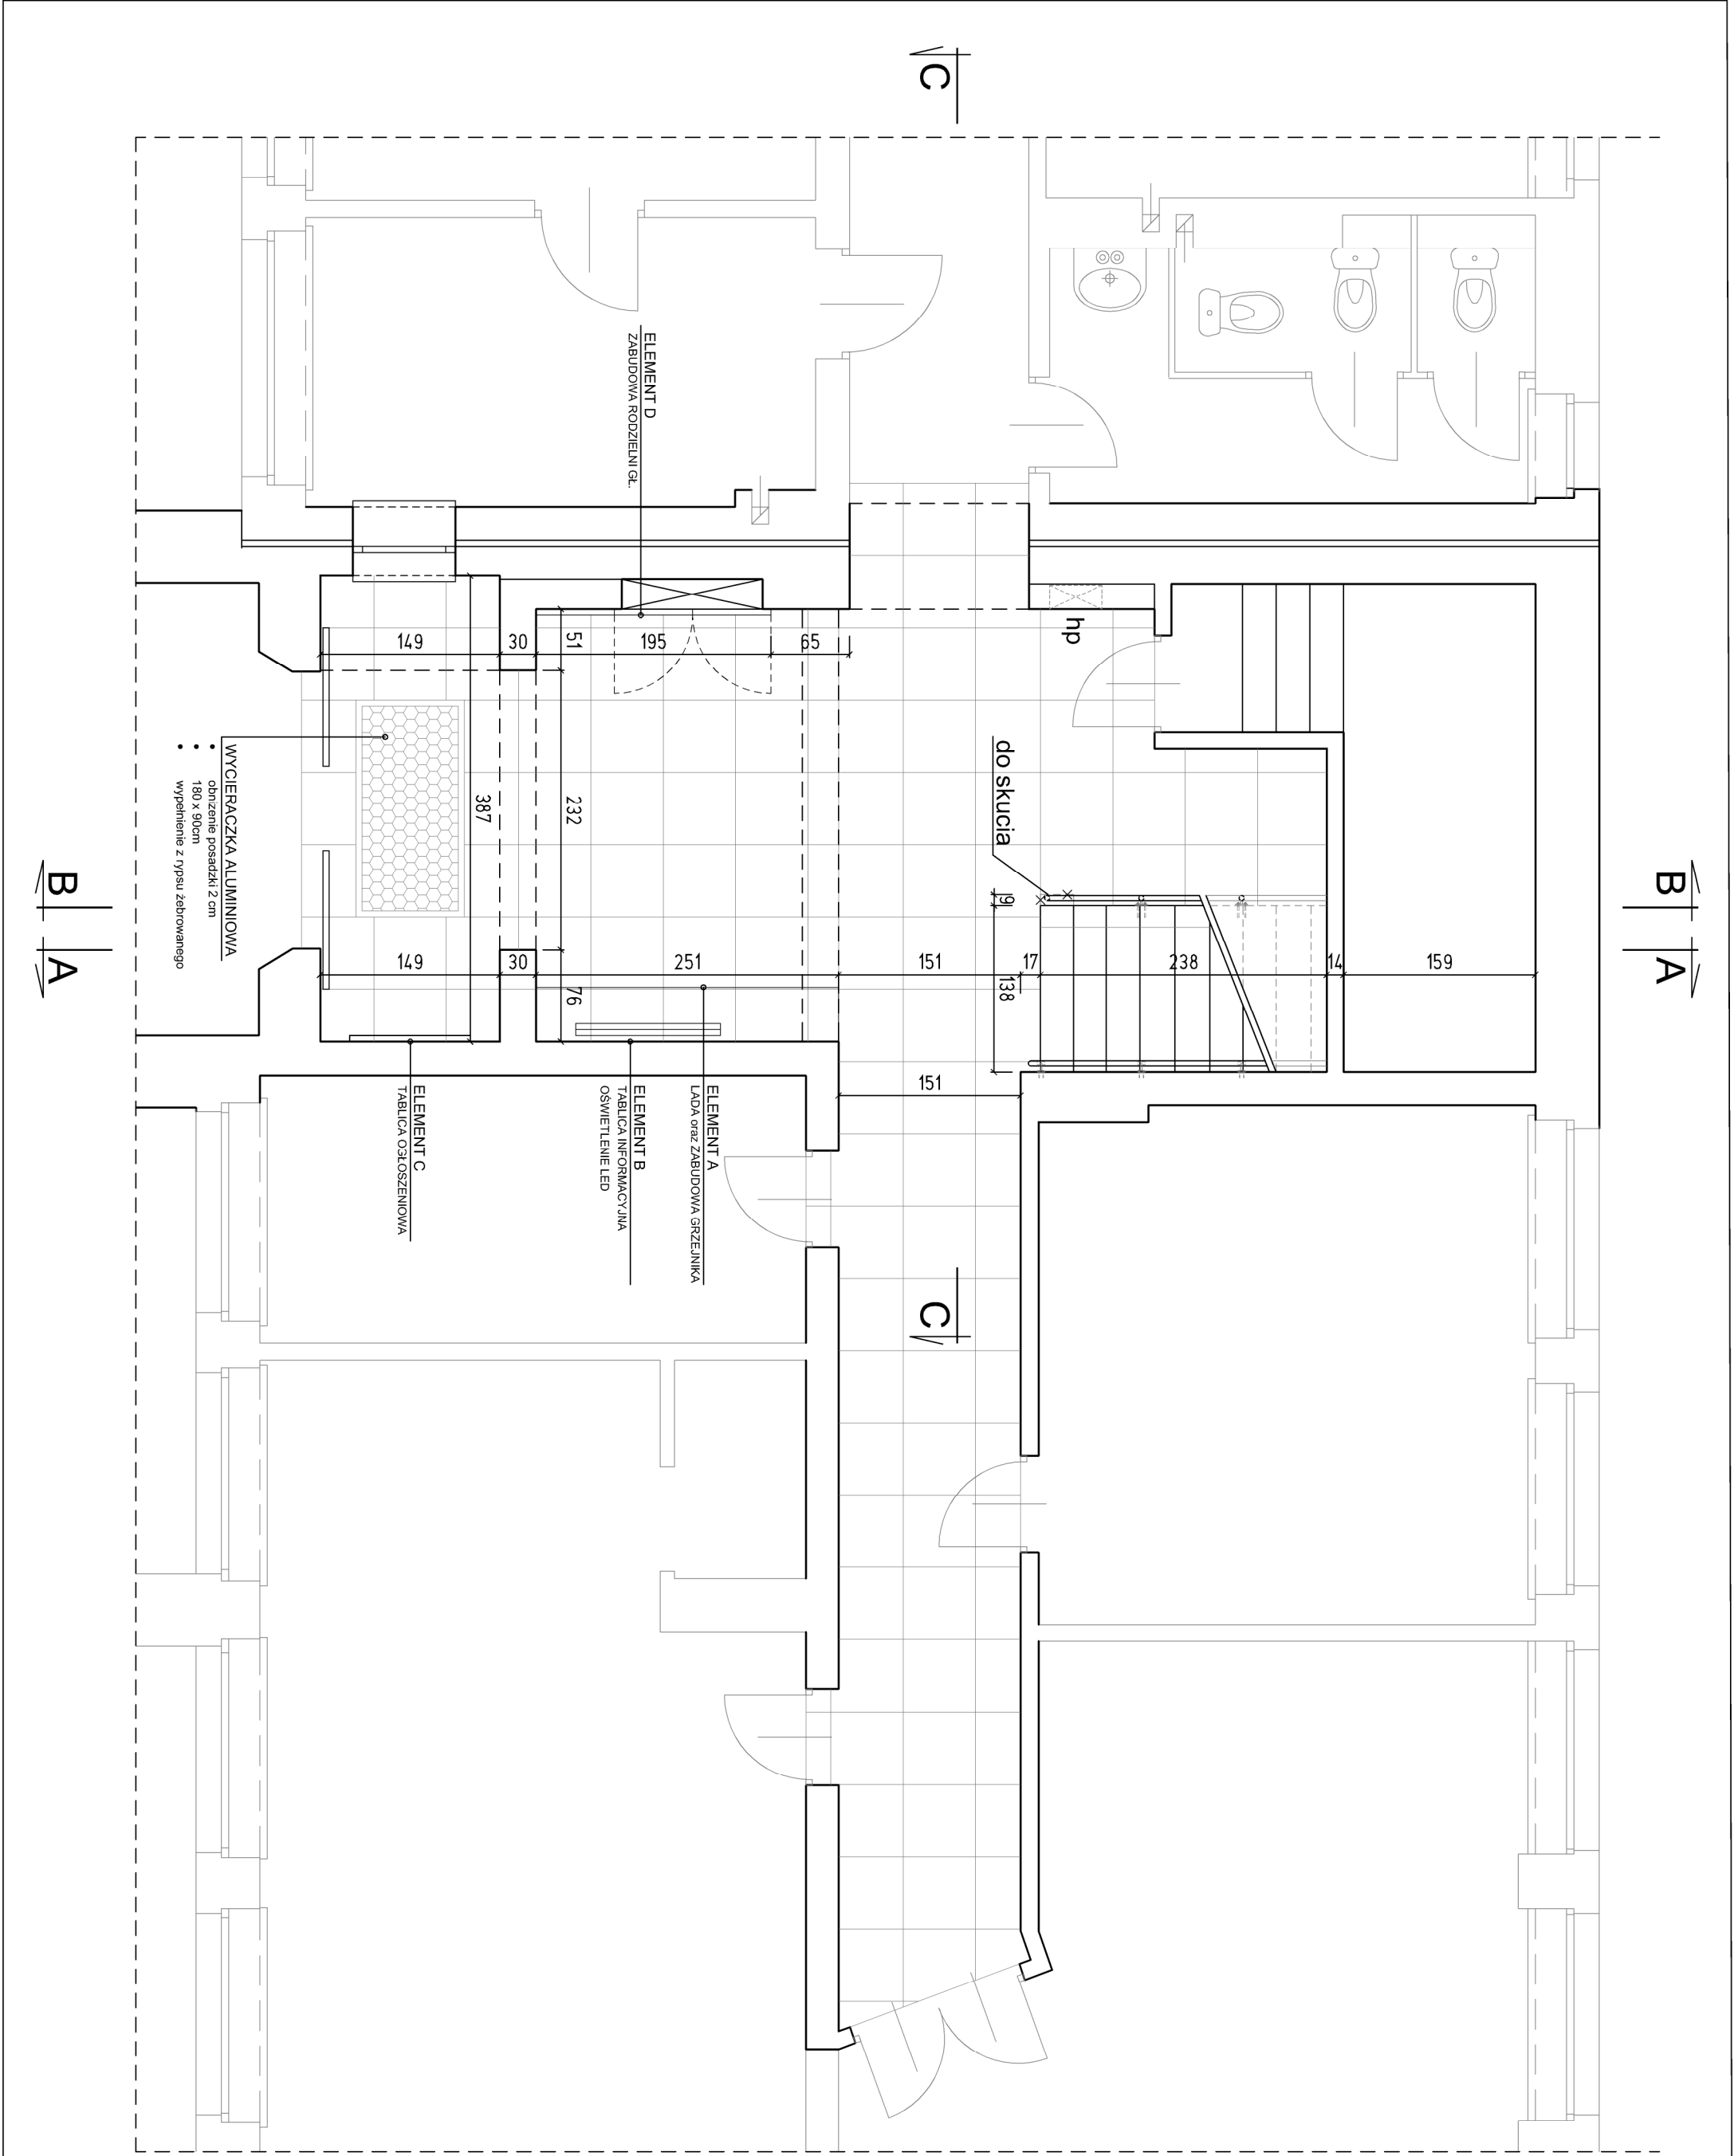 C
ELEMENT D
ZABUDOWA RODZIELNI GŁ.
hp
149
30
51
195
65
do skucia
WYCIERACZKA ALUMINIOWA
• obniżenie posadzki 2 cm
• 180 x 90cm
• wypełnienie z rypsu żebrowanego
387
232
B
A
B
A
9
149
30
76
251
151
17
138
238
14
159
151
ELEMENT A
LADA oraz ZABUDOWA GRZEJNIKA
ELEMENT B
TABLICA INFORMACYJNA
OŚWIETLENIE LED
ELEMENT C
TABLICA OGŁOSZENIOWA
C